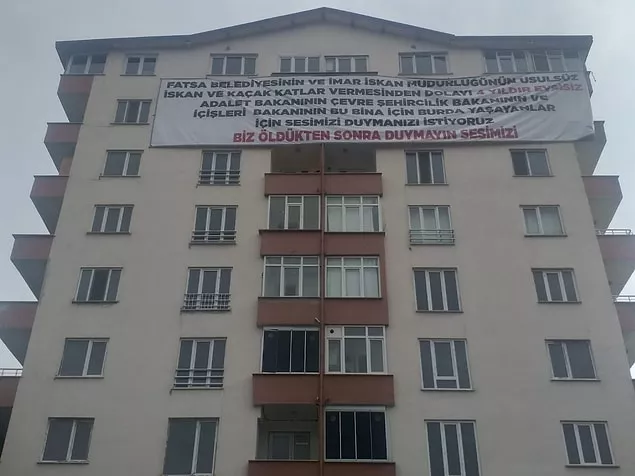 FATSA BELEDİYESİNİN VE İMAR İSKAN MÜDÜRLÜĞÜNÜN USULSÜZ
İSKAN VE KAÇAK KATLAR VERMESİNDEN DOLAYI 4 YILDIR EVSİZİZ
ADALET BAKANININ ÇEVRE ŞEHİRCİLİK BAKANININ VE
İÇİŞLERİ BAKANININ BU BİNA İÇİN BURDA YAŞAYANLAR
İÇİN SESİMİZİ DUYMANIZI İSTİYORUZ
BİZ ÖLDÜKTEN SONRA DUYMAYIN SESİMİZİ